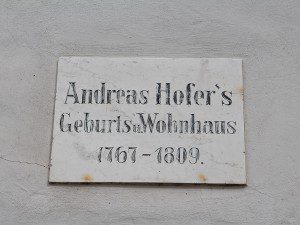 Andreas Hofer's
Geburts u. Wohnhaus
1767-1809.